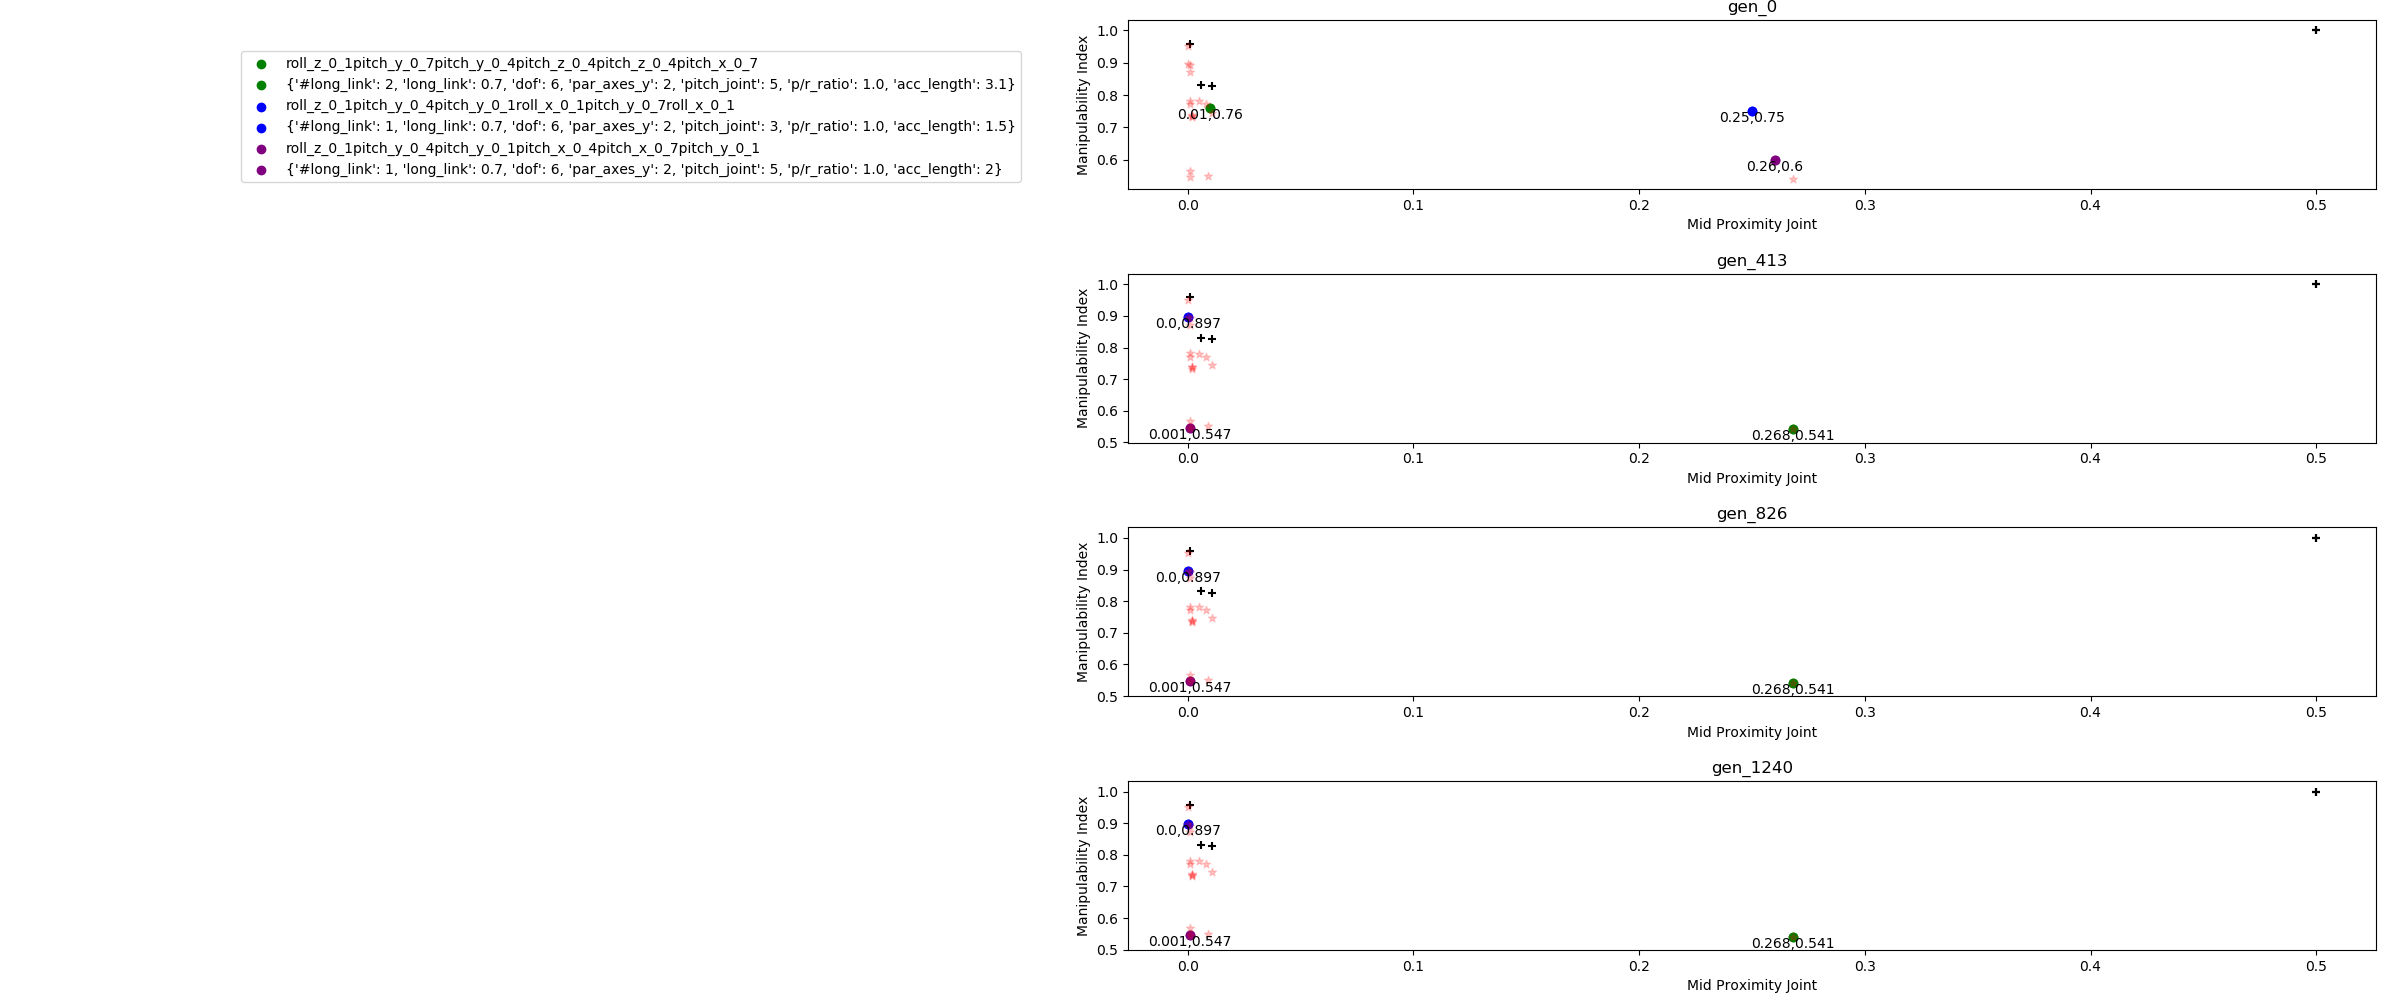 roll_z_0_1pitch_y_0_7pitch_y_0_4pitch_z_0_4pitch_z_0_4pitch_x_0_7
{'#long_link': 2, 'long_link': 0.7, 'dof': 6, 'par_axes_y': 2, 'pitch_joint': 5, 'p/r_ratio': 1.0, 'acc_length': 3.1}
roll_z_0_1pitch_y_0_4pitch_y_0_1roll_x_0_1pitch_y_0_7roll_x_0_1
{'#long_link': 1, 'long_link': 0.7, 'dof': 6, 'par_axes_y': 2, 'pitch_joint': 3, 'p/r_ratio': 1.0, 'acc_length': 1.5}
roll_z_0_1pitch_y_0_4pitch_y_0_1pitch_x_0_4pitch_x_0_7pitch_y_0_1
{'#long_link': 1, 'long_link': 0.7, 'dof': 6, 'par_axes_y': 2, 'pitch_joint': 5, 'p/r_ratio': 1.0, 'acc_length': 2}
gen_0
Manipulability Index
1.0
0.9
0.8
0.7
0.6
0.01,0.76
0.25,0.75
0.26,0.6
0.0 0.1 0.2 0.3 0.4 0.5
Mid Proximity Joint
gen_413
Manipulability Index
1.0
0.9
0.8
0.7
0.6
0.5
0.0,0.897
0.001,0.547
0.268,0.541
0.0 0.1 0.2 0.3 0.4 0.5
Mid Proximity Joint
gen_826
Manipulability Index
1.0
0.9
0.8
0.7
0.6
0.5
0.0,0.897
0.001,0.547
0.268,0.541
0.0 0.1 0.2 0.3 0.4 0.5
Mid Proximity Joint
gen_1240
Manipulability Index
1.0
0.9
0.8
0.7
0.6
0.5
0.0,0.897
0.001,0.547
0.268,0.541
0.0 0.1 0.2 0.3 0.4 0.5
Mid Proximity Joint